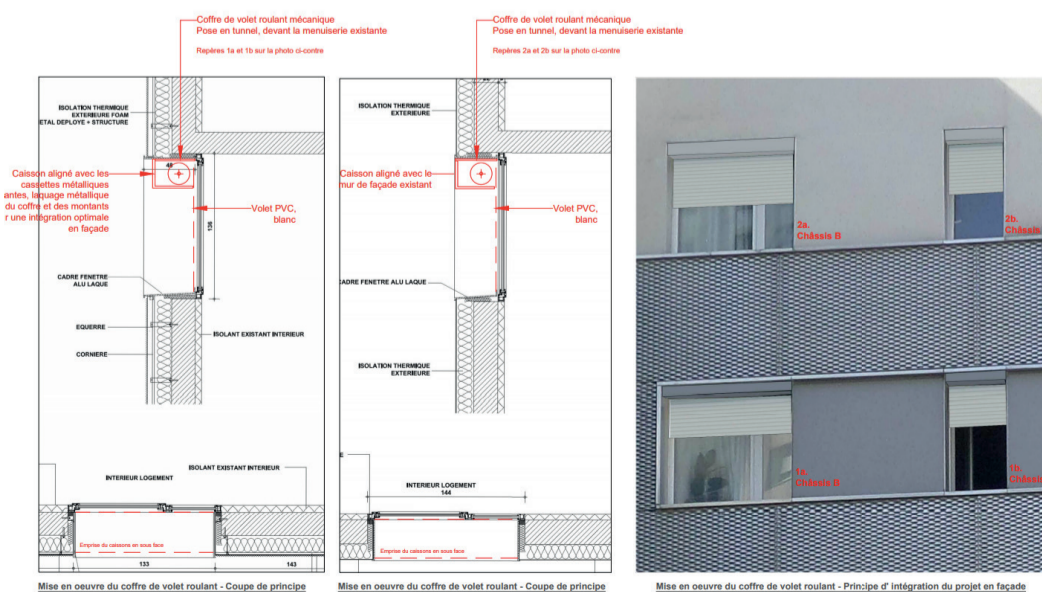 Coffre de volet roulant mécanique
Pose en tunnel, devant la menuiserie existante
Repères 1a et 1b sur la photo ci-contre
ISOLATION THERMIQUE
EXTERIEURE FOAM
ETAL DEPLOYE + STRUCTURE
45
Caisson aligné avec les
cassettes métalliques
antes, laquage métallique
du coffre et des montants
r une intégration optimale
en façade
Volet PVC,
blanc
136
CADRE FENETRE
ALU LAQUE
EQUERRE
ISOLANT EXISTANT INTERIEUR
CORNIERE
ISOLANT EXISTANT INTERIEUR
INTERIEUR LOGEMENT
Emprise du caissons en sous face
133
143
Mise en oeuvre du coffre de volet roulant - Coupe de principe
Coffre de volet roulant mécanique
Pose en tunnel, devant la menuiserie existante
Repères 2a et 2b sur la photo ci-contre
ISOLATION THERMIQUE
EXTERIEURE
Caisson aligné avec le
mur de façade existant
Volet PVC,
blanc
CADRE FENETRE ALU LAQUE
ISOLATION THERMIQUE
EXTERIEURE
E
INTERIEUR LOGEMENT
144
Emprise du caissons en sous face
Mise en oeuvre du coffre de volet roulant - Coupe de principe
2a.
Châssis B
2b.
Châssis
1a.
Châssis B
1b.
Châssis
Mise en oeuvre du coffre de volet roulant - Principe d' intégration du projet en façade